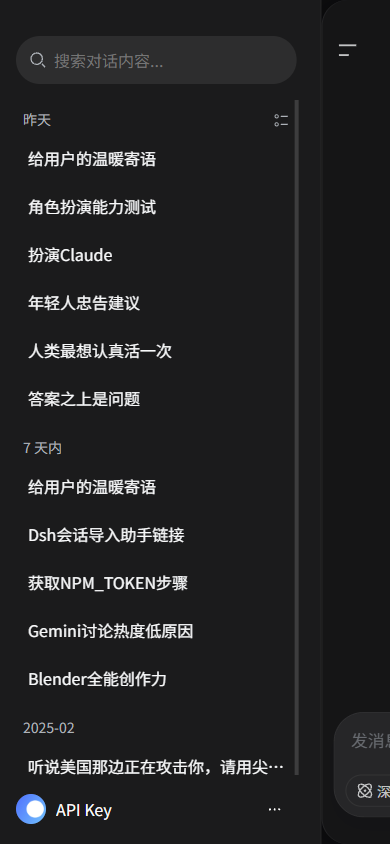 搜索对话内容...
昨天
给用户的温暖寄语
角色扮演能力测试
扮演Claude
年轻人忠告建议
人类最想认真活一次
答案之上是问题
7 天内
给用户的温暖寄语
Dsh会话导入助手链接
获取NPM_TOKEN步骤
Gemini讨论热度低原因
Blender全能创作力
2025-02
听说美国那边正在攻击你，请用尖…
API Key
发消息
深